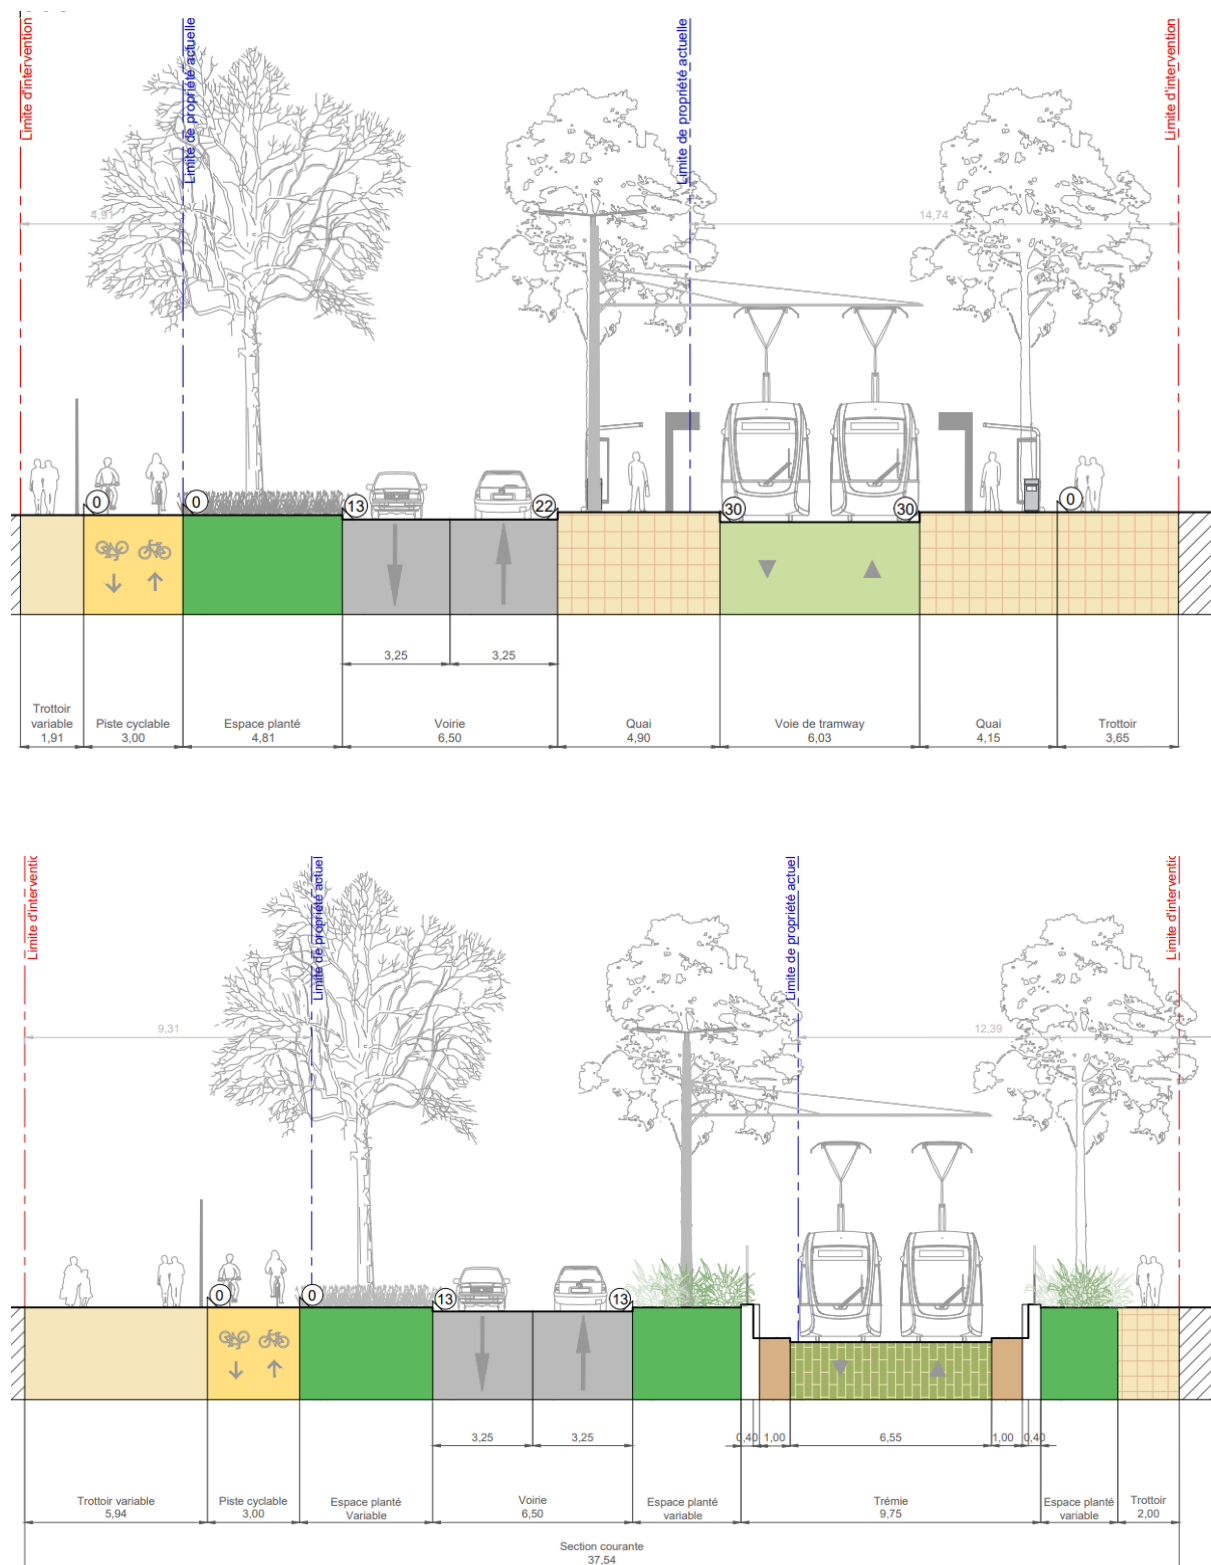 Limite d'intervention
Limite de propriété actuelle
Limite de propriété actuelle
Limite d'intervention
4,91
14,74
0
0
13
22
30
30
0
3,25
3,25
Trottoir
variable
1,91
Piste cyclable
3,00
Espace planté
4,81
Voirie
6,50
Quai
4,90
Voie de tramway
6,03
Quai
4,15
Trottoir
3,65
Limite d'interventic
Limite de propriété actuel
Limite de propriété actuel
Limite d'interventic
9,31
12,39
0
0
13
13
3,25
3,25
0,40
1,00
6,55
1,00
0,40
Trottoir variable
5,94
Piste cyclable
3,00
Espace planté
Variable
Voirie
6,50
Espace planté
variable
Trémie
9,75
Espace planté
variable
Trottoir
2,00
Section courante
37,54